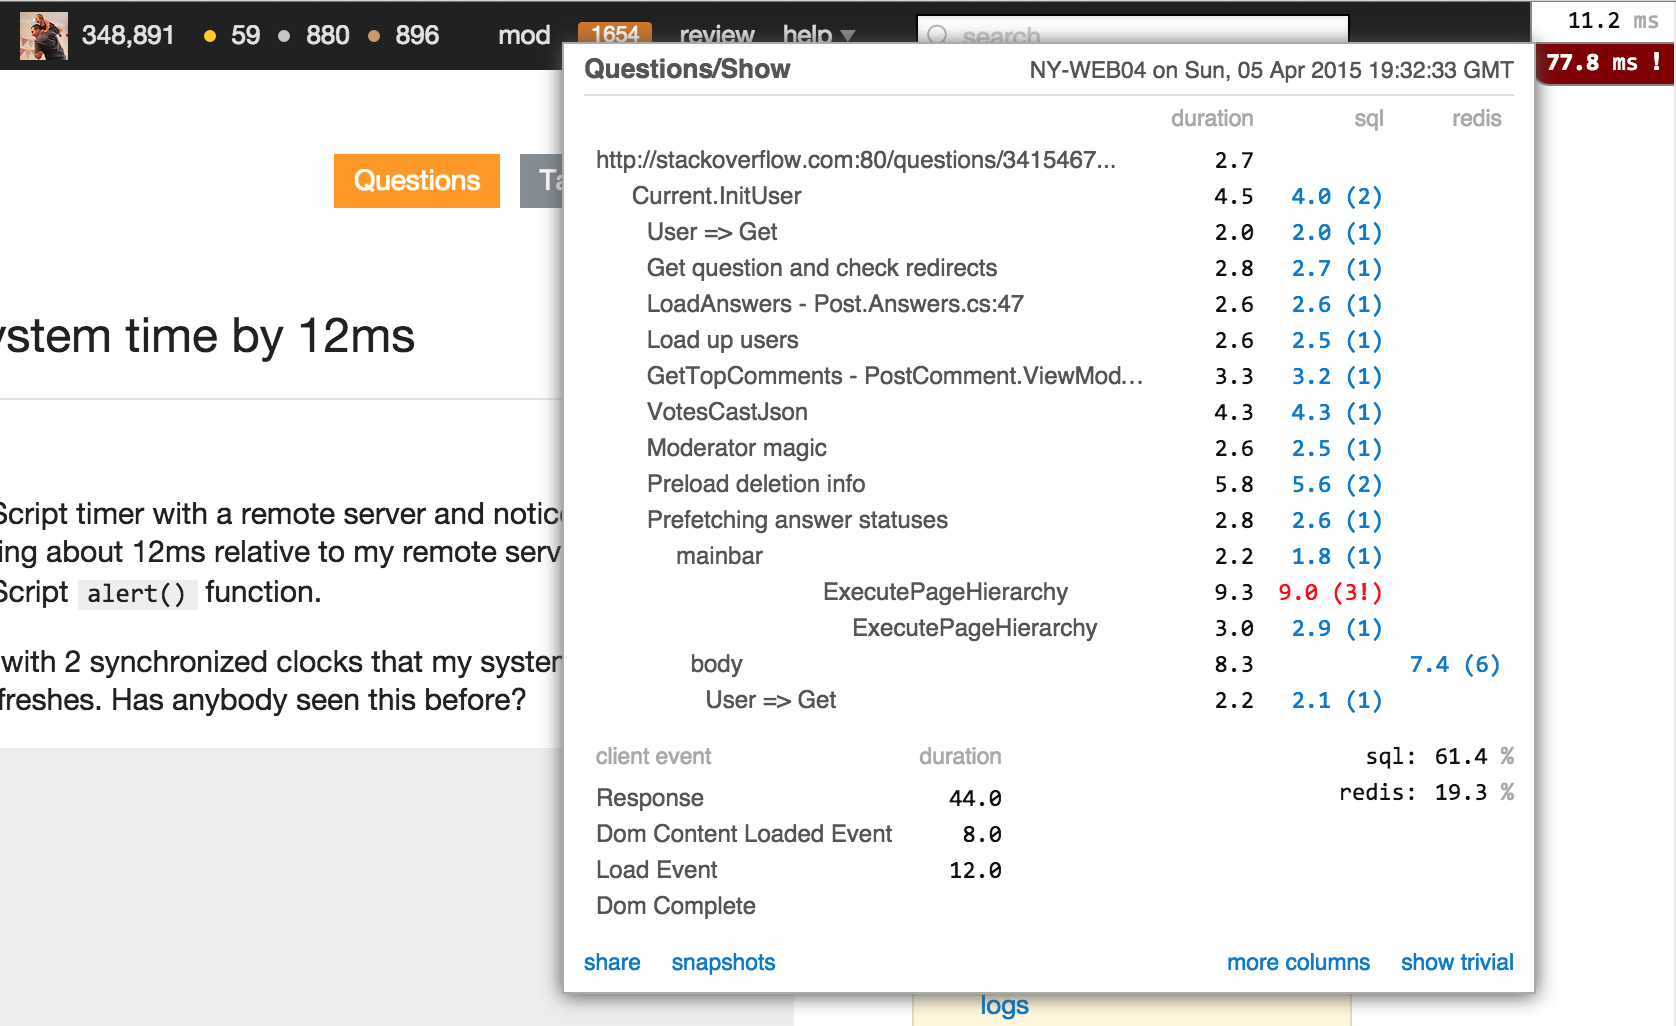 348,891 59 880 896 mod 1654 review help search
11.2 ms
77.8 ms !
Questions/Show NY-WEB04 on Sun, 05 Apr 2015 19:32:33 GMT
duration sql redis
http://stackoverflow.com:80/questions/3415467... 2.7
Current.InitUser 4.5 4.0 (2)
User => Get 2.0 2.0 (1)
Get question and check redirects 2.8 2.7 (1)
LoadAnswers - Post.Answers.cs:47 2.6 2.6 (1)
Load up users 2.6 2.5 (1)
GetTopComments - PostComment.ViewMod... 3.3 3.2 (1)
VotesCastJson 4.3 4.3 (1)
Moderator magic 2.6 2.5 (1)
Preload deletion info 5.8 5.6 (2)
Prefetching answer statuses 2.8 2.6 (1)
mainbar 2.2 1.8 (1)
ExecutePageHierarchy 9.3 9.0 (3!)
ExecutePageHierarchy 3.0 2.9 (1)
body 8.3 7.4 (6)
User => Get 2.2 2.1 (1)
client event duration
Response 44.0
Dom Content Loaded Event 8.0
Load Event 12.0
Dom Complete
sql: 61.4 %
redis: 19.3 %
share snapshots more columns show trivial
Questions
ystem time by 12ms
Script timer with a remote server and notic
ing about 12ms relative to my remote serv
Script alert() function.
with 2 synchronized clocks that my syster
freshes. Has anybody seen this before?
logs